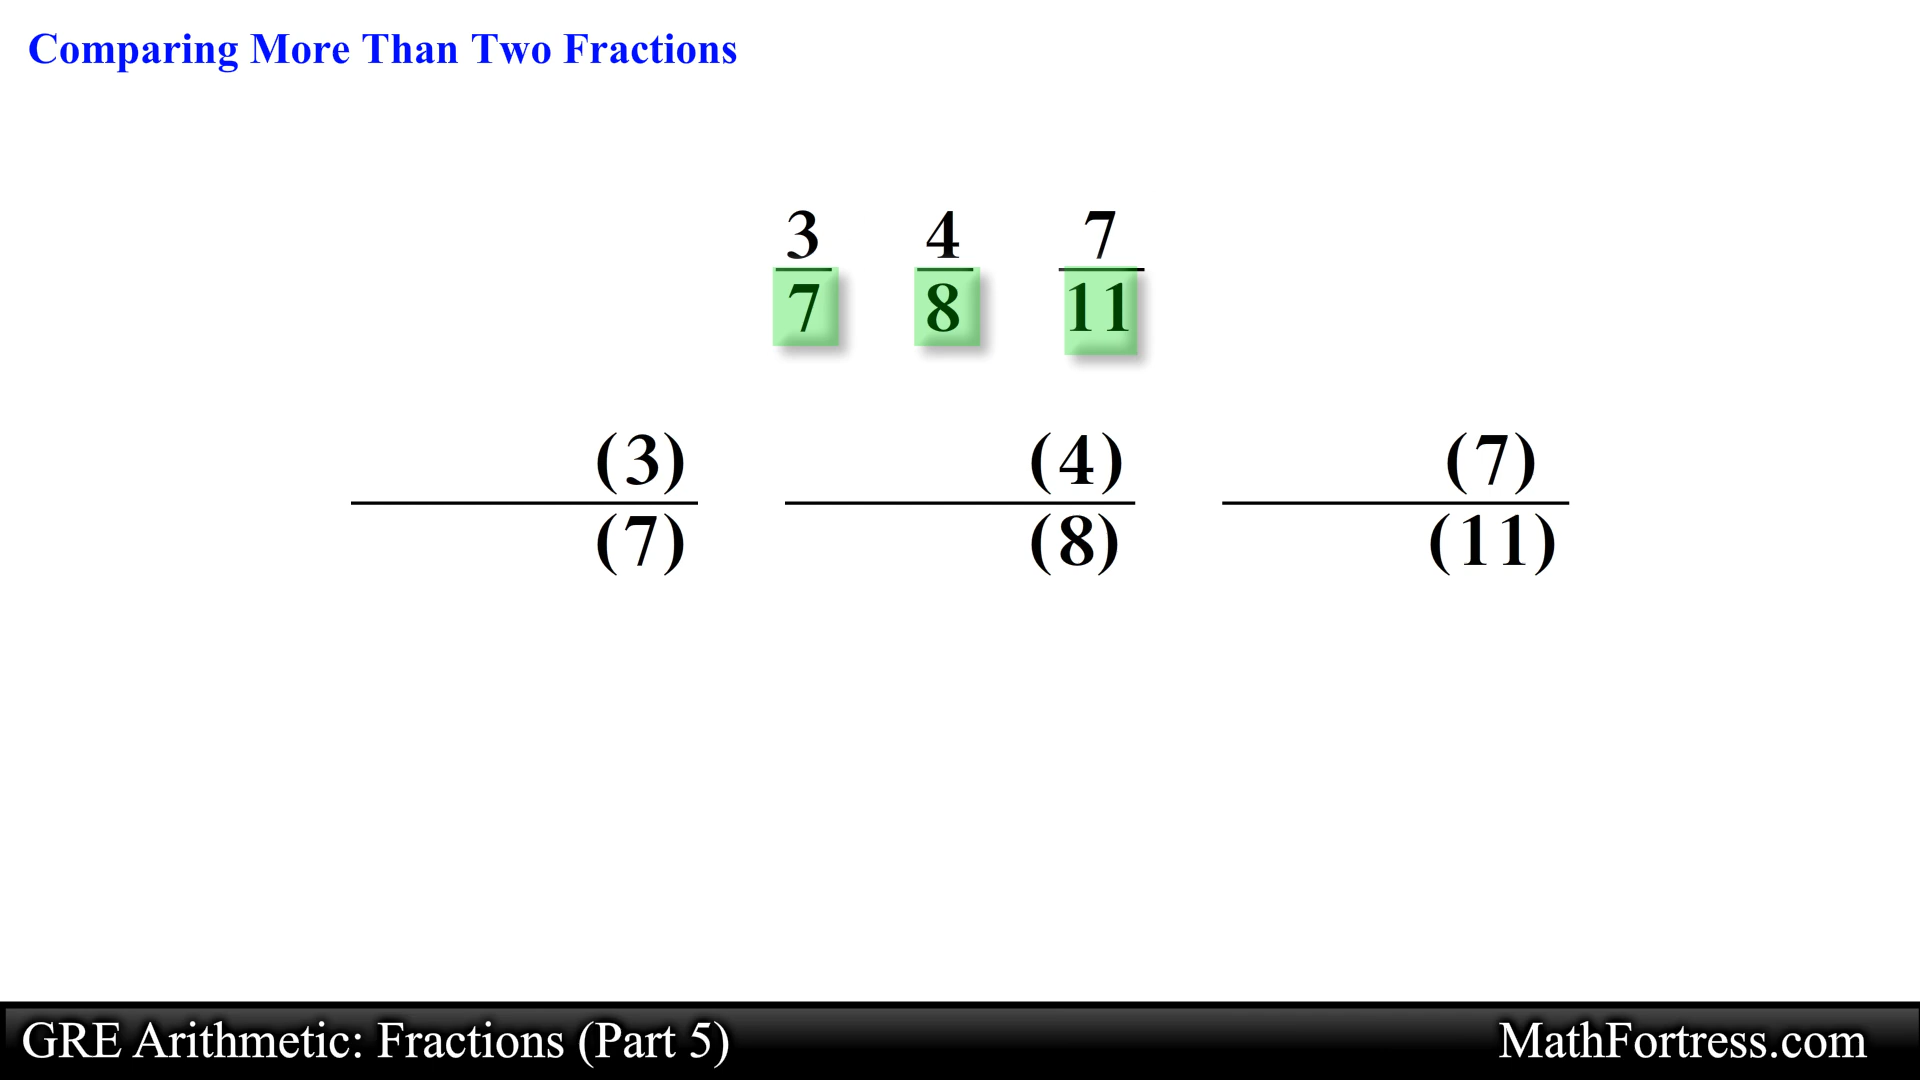 Comparing More Than Two Fractions
3 4 7
7 8 11
(3) (4) (7)
(7) (8) (11)
GRE Arithmetic: Fractions (Part 5)
MathFortress.com